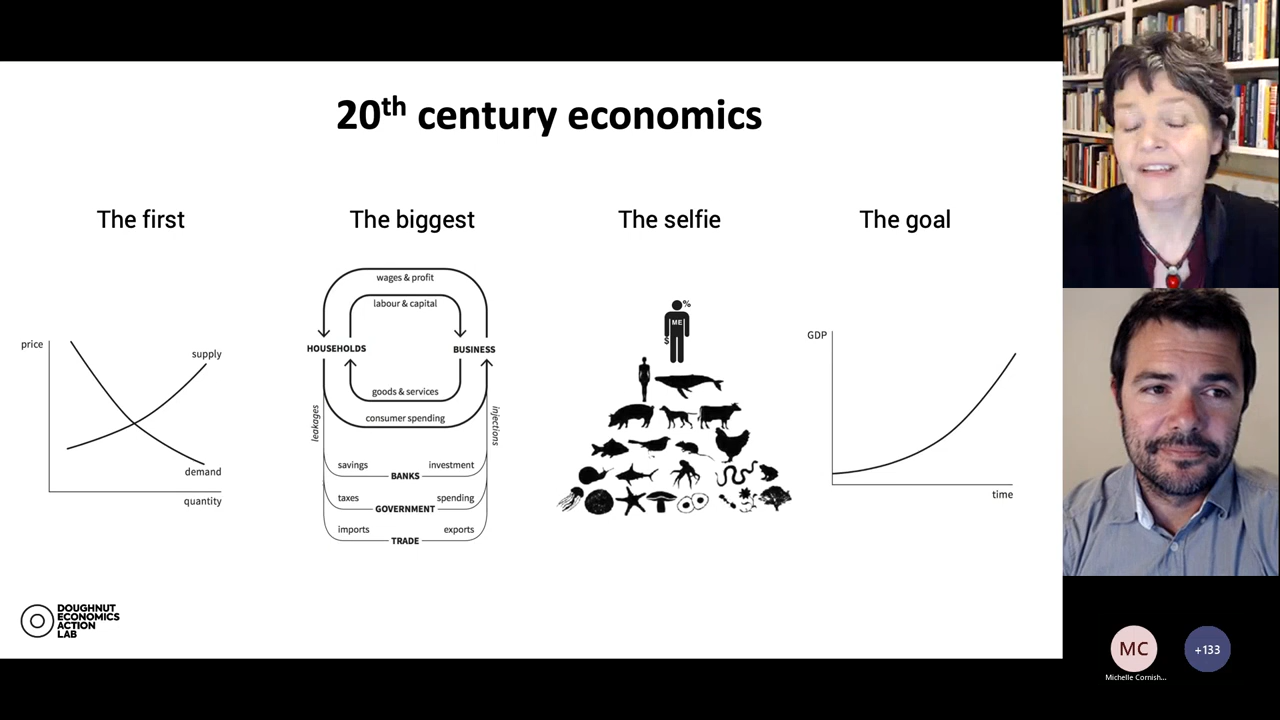 20th century economics
The first
The biggest
The selfie
The goal
price
supply
demand
quantity
wages & profit
labour & capital
HOUSEHOLDS
BUSINESS
goods & services
consumer spending
leakages
injections
savings
investment
BANKS
taxes
spending
GOVERNMENT
imports
exports
TRADE
%
ME
$
GDP
time
DOUGHNUT
ECONOMICS
ACTION
LAB
MC
+133
Michelle Cornish...